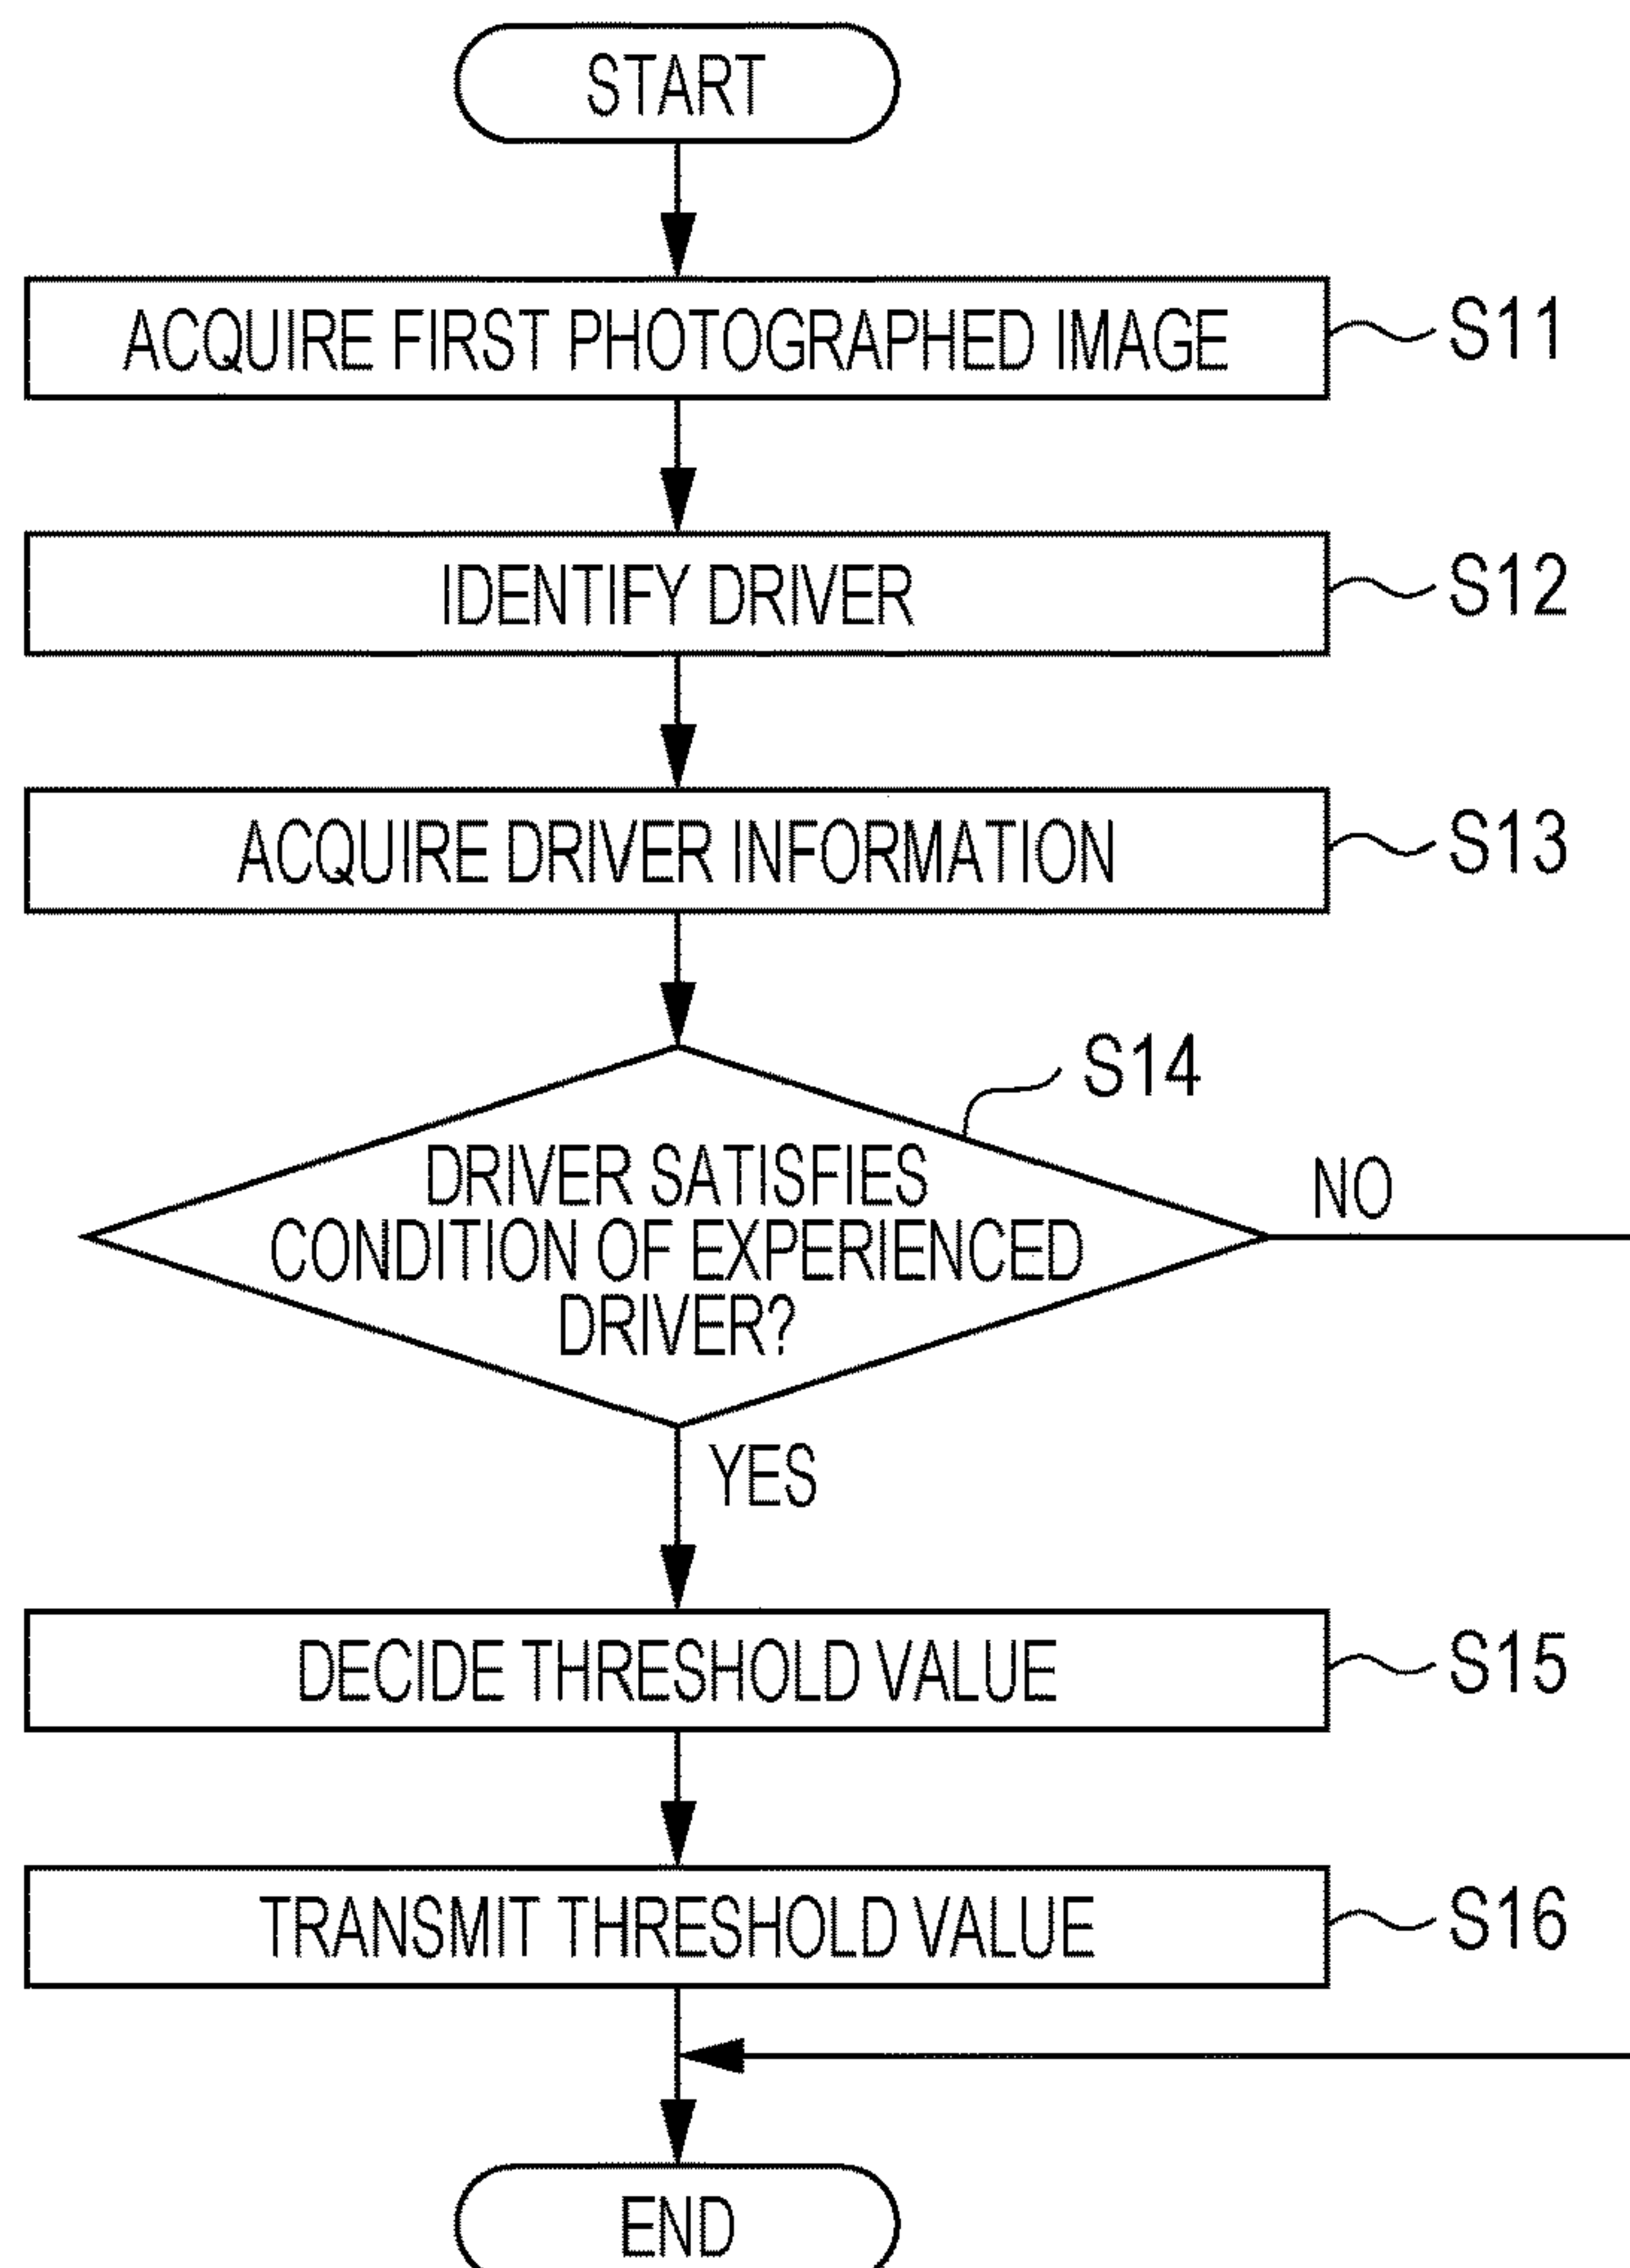 START
ACQUIRE FIRST PHOTOGRAPHED IMAGE
S11
IDENTIFY DRIVER
S12
ACQUIRE DRIVER INFORMATION
S13
S14
DRIVER SATISFIES
CONDITION OF EXPERIENCED
DRIVER?
NO
YES
DECIDE THRESHOLD VALUE
S15
TRANSMIT THRESHOLD VALUE
S16
END